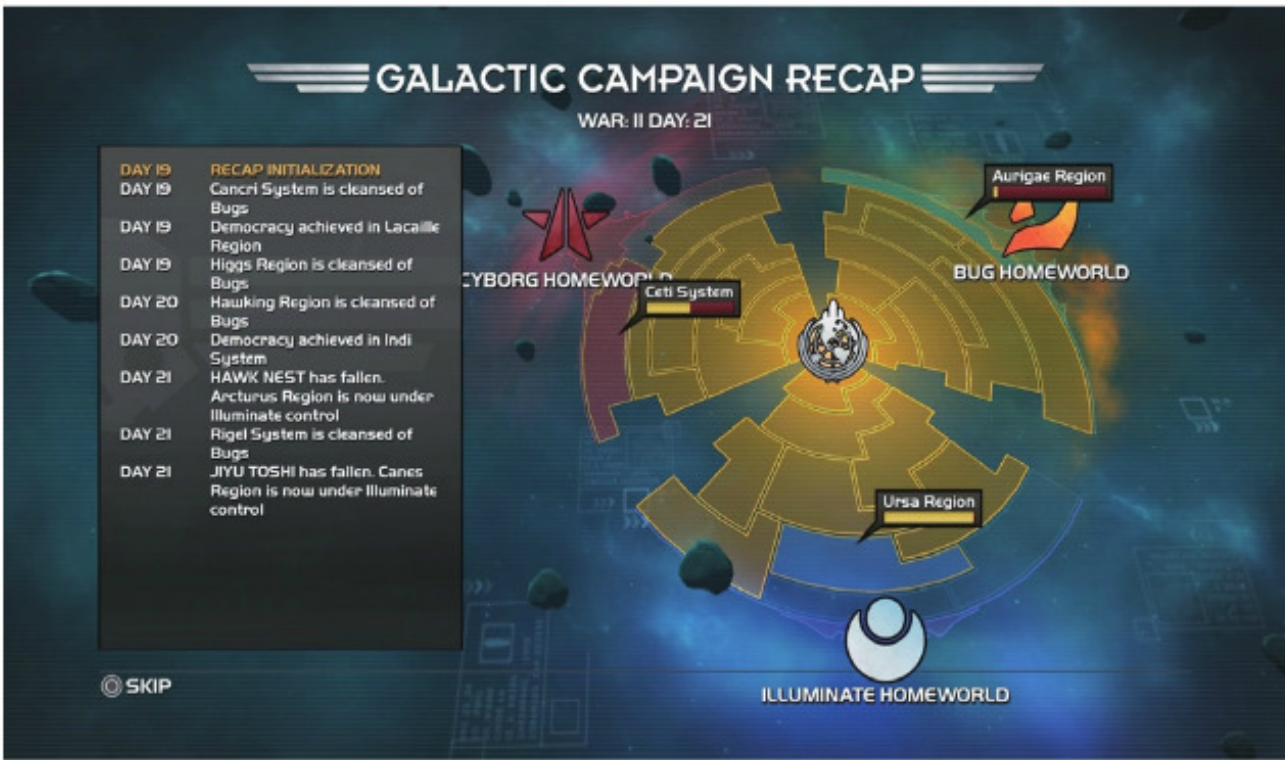 GALACTIC CAMPAIGN RECAP
WAR: II DAY: 21
DAY 19 RECAP INITIALIZATION
DAY 19 Cancri System is cleansed of
Bugs
DAY 19 Democracy achieved in Lacaille
Region
DAY 19 Higgs Region is cleansed of
Bugs
DAY 20 Hawking Region is cleansed of
Bugs
DAY 20 Democracy achieved in Indi
System
DAY 21 HAWK NEST has fallen.
Arcturus Region is now under
Illuminate control
DAY 21 Rigel System is cleansed of
Bugs
DAY 21 JIYU TOSHI has fallen. Canes
Region is now under Illuminate
control
Aurigae Region
BUG HOMEWORLD
CYBORG HOMEWORLD
Ceti System
Ursa Region
ILLUMINATE HOMEWORLD
SKIP